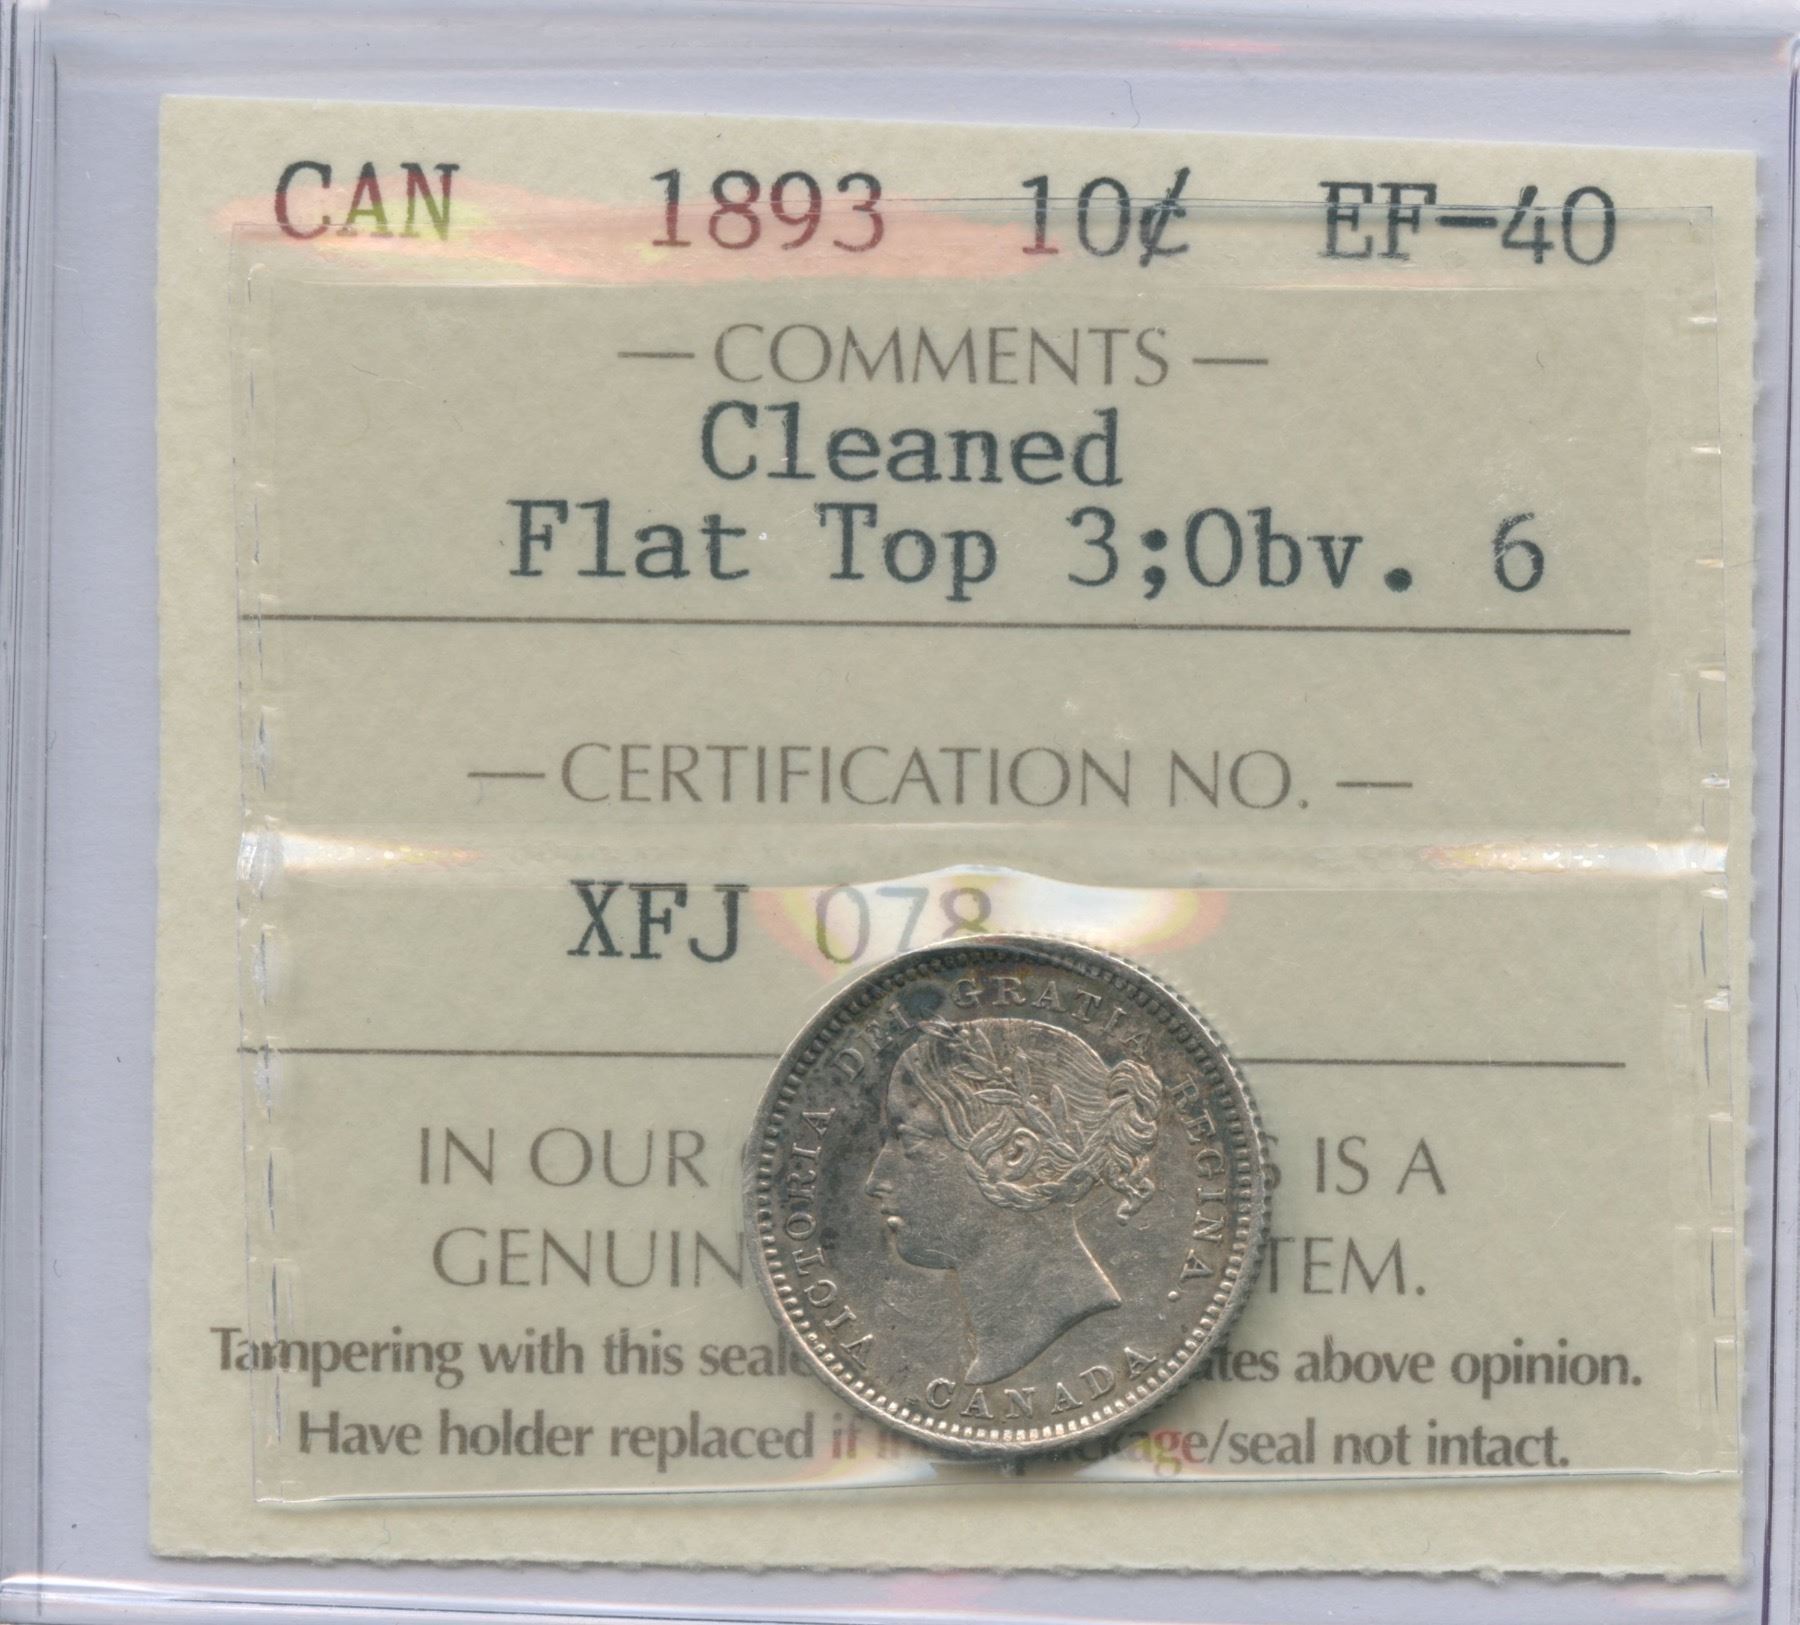 CAN 1893 10¢ EF-40
— COMMENTS —
Cleaned
Flat Top 3;Obv. 6
— CERTIFICATION NO. —
XFJ 078
IN OUR IS A
GENUIN TEM.
Tampering with this seal tes above opinion.
Have holder replaced if age/seal not intact.
VICTORIA DEI GRATIA REGINA.
CANADA